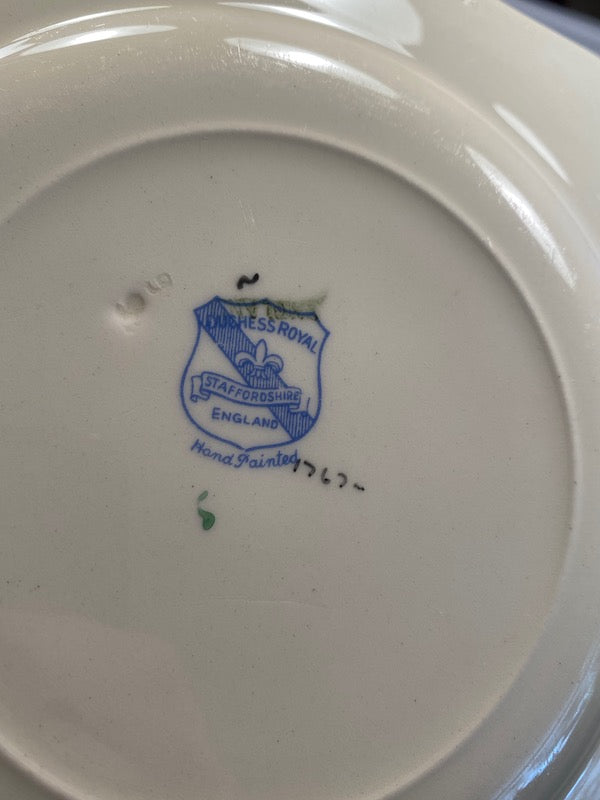 DUCHESS ROYAL
STAFFORDSHIRE
ENGLAND
Hand Painted